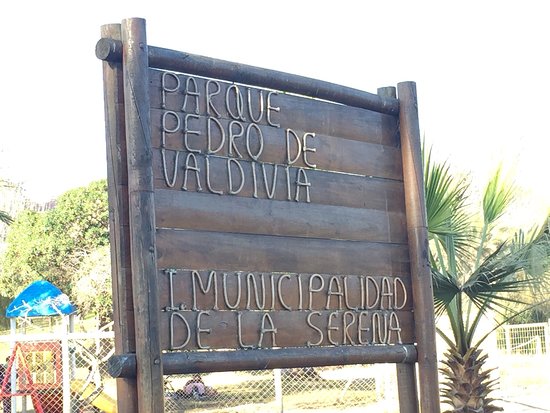 PARQUE
PEDRO DE
VALDIVIA
I. MUNICIPALIDAD
DE LA SERENA